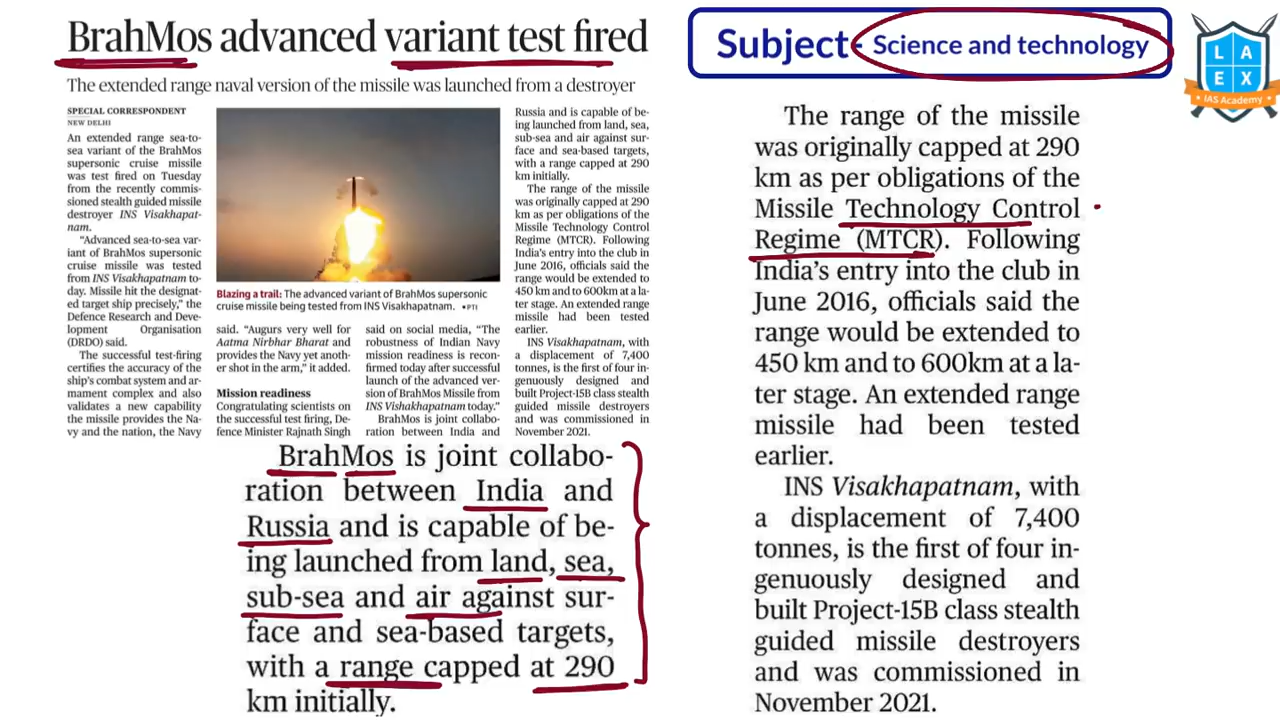 BrahMos advanced variant test fired
The extended range naval version of the missile was launched from a destroyer
SPECIAL CORRESPONDENT
NEW DELHI
An extended range sea-to-
sea variant of the BrahMos
supersonic cruise missile
was test fired on Tuesday
from the recently commis-
sioned stealth guided missile
destroyer INS Visakhapat-
nam.
“Advanced sea-to-sea var-
iant of BrahMos supersonic
cruise missile was tested
from INS Visakhapatnam to-
day. Missile hit the designat-
ed target ship precisely,” the
Defence Research and Deve-
lopment Organisation
(DRDO) said.
The successful test-firing
certifies the accuracy of the
ship's combat system and ar-
mament complex and also
validates a new capability
the missile provides the Na-
vy and the nation, the Navy
Blazing a trail: The advanced variant of BrahMos supersonic
cruise missile being tested from INS Visakhapatnam. •PTI
said. “Augurs very well for
Aatma Nirbhar Bharat and
provides the Navy yet anoth-
er shot in the arm,” it added.
Mission readiness
Congratulating scientists on
the successful test firing, De-
fence Minister Rajnath Singh
said on social media, “The
robustness of Indian Navy
mission readiness is recon-
firmed today after successful
launch of the advanced ver-
sion of BrahMos Missile from
INS Vishakhapatnam today.”
BrahMos is joint collabo-
ration between India and
Russia and is capable of be-
ing launched from land, sea,
sub-sea and air against sur-
face and sea-based targets,
with a range capped at 290
km initially.
The range of the missile
was originally capped at 290
km as per obligations of the
Missile Technology Control
Regime (MTCR). Following
India's entry into the club in
June 2016, officials said the
range would be extended to
450 km and to 600km at a la-
ter stage. An extended range
missile had been tested
earlier.
INS Visakhapatnam, with
a displacement of 7,400
tonnes, is the first of four in-
genuously designed and
built Project-15B class stealth
guided missile destroyers
and was commissioned in
November 2021.
BrahMos is joint collabo-
ration between India and
Russia and is capable of be-
ing launched from land, sea,
sub-sea and air against sur-
face and sea-based targets,
with a range capped at 290
km initially.
Subject- Science and technology
LAEX
IAS Academy
The range of the missile
was originally capped at 290
km as per obligations of the
Missile Technology Control
Regime (MTCR). Following
India's entry into the club in
June 2016, officials said the
range would be extended to
450 km and to 600km at a la-
ter stage. An extended range
missile had been tested
earlier.
INS Visakhapatnam, with
a displacement of 7,400
tonnes, is the first of four in-
genuously designed and
built Project-15B class stealth
guided missile destroyers
and was commissioned in
November 2021.